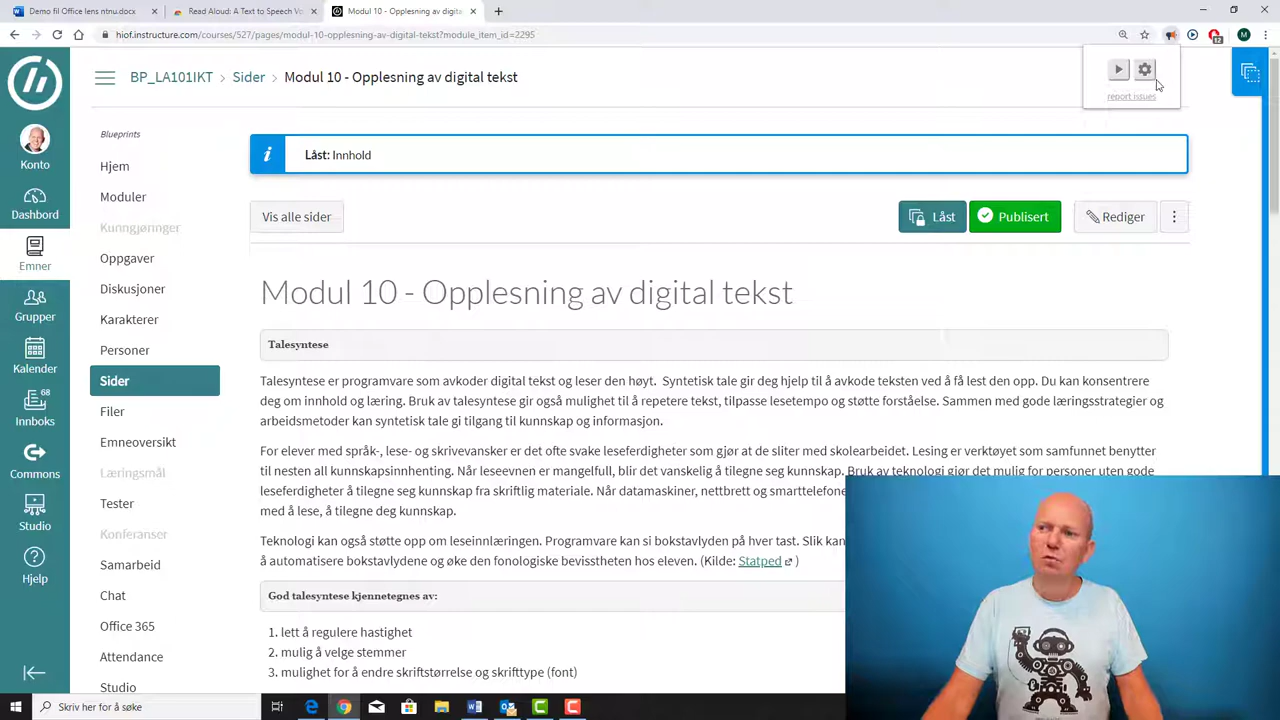 Demo fil Office lens ntnu.docx
Read Aloud: A Text to Speech Vo
Modul 10 - Opplesning av digita
hiof.instructure.com/courses/527/pages/modul-10-opplesning-av-digital-tekst?module_item_id=2295
M
12
report issues
BP_LA101IKT > Sider > Modul 10 - Opplesning av digital tekst
Konto
Dashbord
Emner
Grupper
Kalender
68
Innboks
Commons
Studio
Hjelp
Blueprints
Hjem
Moduler
Kunngjøringer
Oppgaver
Diskusjoner
Karakterer
Personer
Sider
Filer
Emneoversikt
Læringsmål
Tester
Konferanser
Samarbeid
Chat
Office 365
Attendance
Studio
i Låst: Innhold
Vis alle sider
Låst
Publisert
Rediger
Modul 10 - Opplesning av digital tekst
Talesyntese
Talesyntese er programvare som avkoder digital tekst og leser den høyt. Syntetisk tale gir deg hjelp til å avkode teksten ved å få lest den opp. Du kan konsentrere
deg om innhold og læring. Bruk av talesyntese gir også mulighet til å repetere tekst, tilpasse lesetempo og støtte forståelse. Sammen med gode læringsstrategier og
arbeidsmetoder kan syntetisk tale gi tilgang til kunnskap og informasjon.
For elever med språk-, lese- og skrivevansker er det ofte svake leseferdigheter som gjør at de sliter med skolearbeidet. Lesing er verktøyet som samfunnet benytter
til nesten all kunnskapsinnhenting. Når leseevnen er mangelfull, blir det vanskelig å tilegne seg kunnskap. Bruk av teknologi gjør det mulig for personer uten gode
leseferdigheter å tilegne seg kunnskap fra skriftlig materiale. Når datamaskiner, nettbrett og smarttelefone
med å lese, å tilegne deg kunnskap.
Teknologi kan også støtte opp om leseinnlæringen. Programvare kan si bokstavlyden på hver tast. Slik kan
å automatisere bokstavlydene og øke den fonologiske bevisstheten hos eleven. (Kilde: Statped )
God talesyntese kjennetegnes av:
1. lett å regulere hastighet
2. mulig å velge stemmer
3. mulighet for å endre skriftstørrelse og skrifttype (font)
Skriv her for å søke